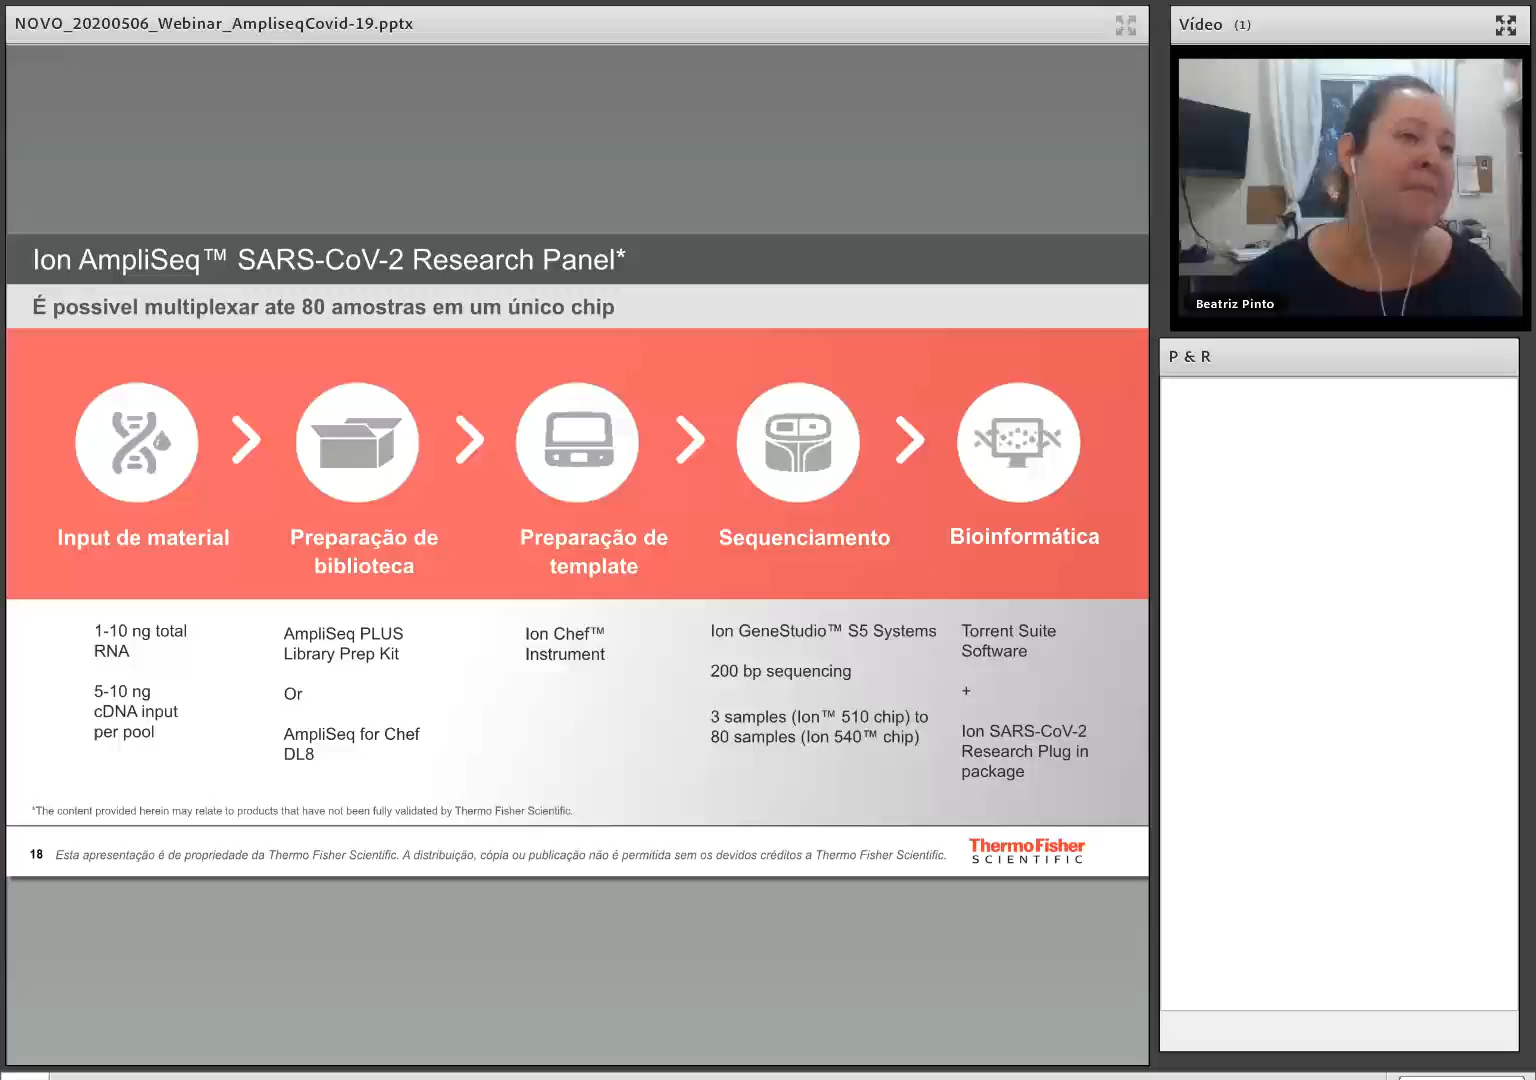 NOVO_20200506_Webinar_AmpliseqCovid-19.pptx
Vídeo (1)
Beatriz Pinto
P & R
Ion AmpliSeq™ SARS-CoV-2 Research Panel*
É possivel multiplexar ate 80 amostras em um único chip
Input de material
Preparação de
biblioteca
Preparação de
template
Sequenciamento
Bioinformática
1-10 ng total
RNA
5-10 ng
cDNA input
per pool
AmpliSeq PLUS
Library Prep Kit
Or
AmpliSeq for Chef
DL8
Ion Chef™
Instrument
Ion GeneStudio™ S5 Systems
200 bp sequencing
3 samples (Ion™ 510 chip) to
80 samples (Ion 540™ chip)
Torrent Suite
Software
+
Ion SARS-CoV-2
Research Plug in
package
*The content provided herein may relate to products that have not been fully validated by Thermo Fisher Scientific.
18 Esta apresentação é de propriedade da Thermo Fisher Scientific. A distribuição, cópia ou publicação não é permitida sem os devidos créditos a Thermo Fisher Scientific.
ThermoFisher
SCIENTIFIC